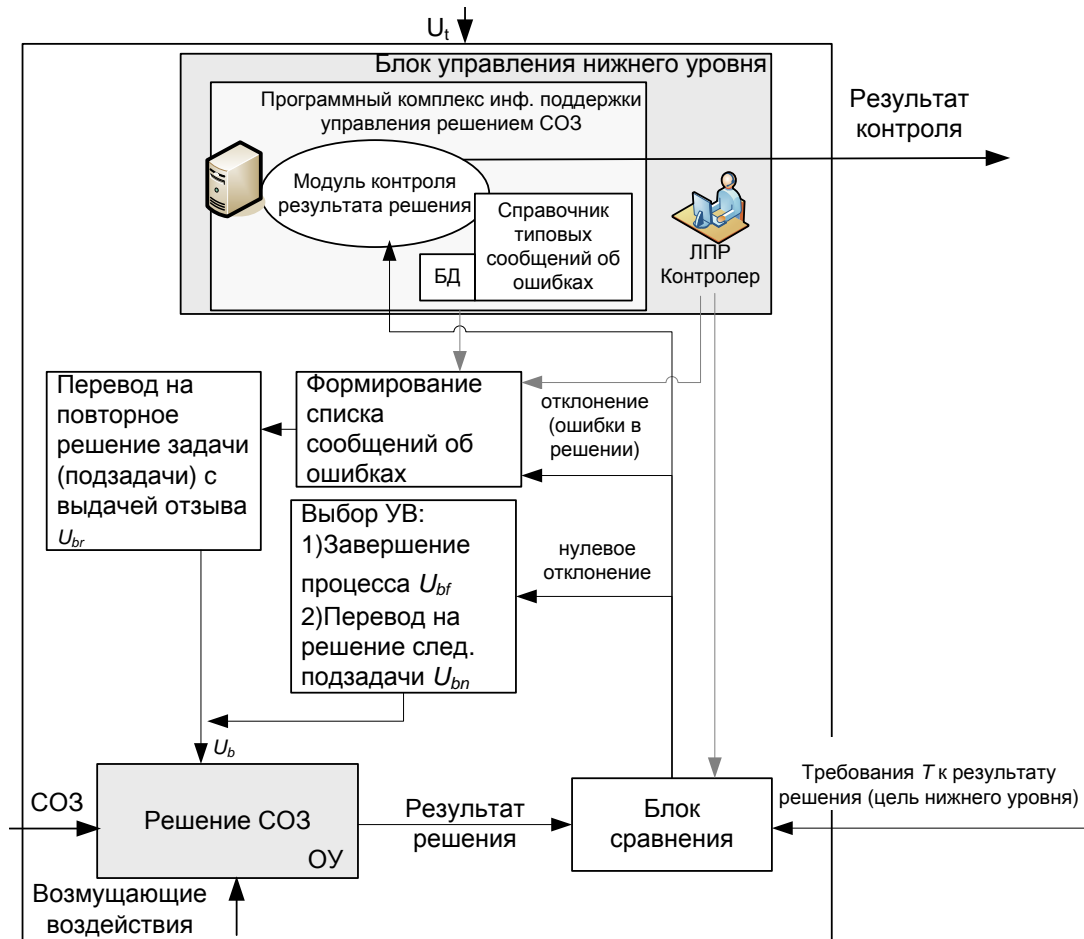 U_t
Блок управления нижнего уровня
Программный комплекс инф. поддержки
управления решением СОЗ
Результат
контроля
Модуль контроля
результата решения
Справочник
типовых
сообщений об
ошибках
БД
ЛПР
Контролер
Перевод на
повторное
решение задачи
(подзадачи) с
выдачей отзыва
U_br
Формирование
списка
сообщений об
ошибках
отклонение
(ошибки в
решении)
Выбор УВ:
1)Завершение
процесса U_bf
2)Перевод на
решение след.
подзадачи U_bn
нулевое
отклонение
U_b
СОЗ
Решение СОЗ
ОУ
Результат
решения
Блок
сравнения
Требования T к результату
решения (цель нижнего уровня)
Возмущающие
воздействия